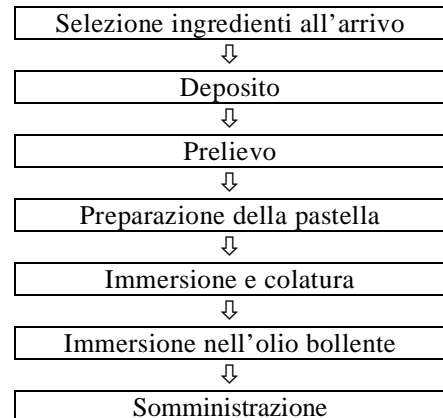 Selezione ingredienti all'arrivo
⇩
Deposito
⇩
Prelievo
⇩
Preparazione della pastella
⇩
Immersione e colatura
⇩
Immersione nell'olio bollente
⇩
Somministrazione